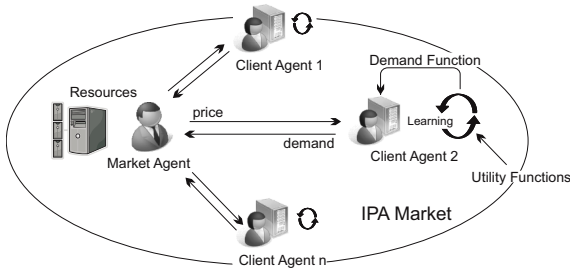 Client Agent 1
Resources
Demand Function
price
Learning
demand
Market Agent
Client Agent 2
Utility Functions
IPA Market
Client Agent n